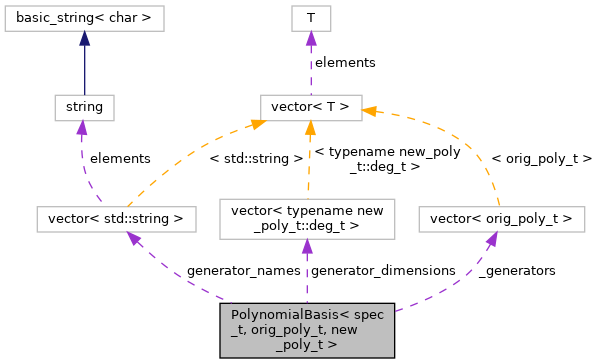 basic_string< char >
T
elements
string
vector< T >
elements
< std::string >
< typename new_poly
_t::deg_t >
< orig_poly_t >
vector< std::string >
vector< typename new
_poly_t::deg_t >
vector< orig_poly_t >
generator_names
generator_dimensions
_generators
PolynomialBasis< spec
_t, orig_poly_t, new
_poly_t >